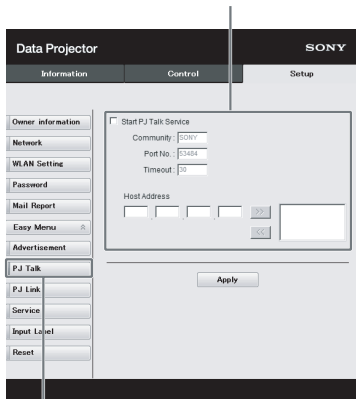 Data Projector
SONY
Information
Control
Setup
Owner information
Network
WLAN Setting
Password
Mail Report
Easy Menu
Advertisement
PJ Talk
PJ Link
Service
Input Label
Reset
Start PJ Talk Service
Community: SONY
Port No.: 53484
Timeout: 30
Host Address
. . .
>>
<<
Apply